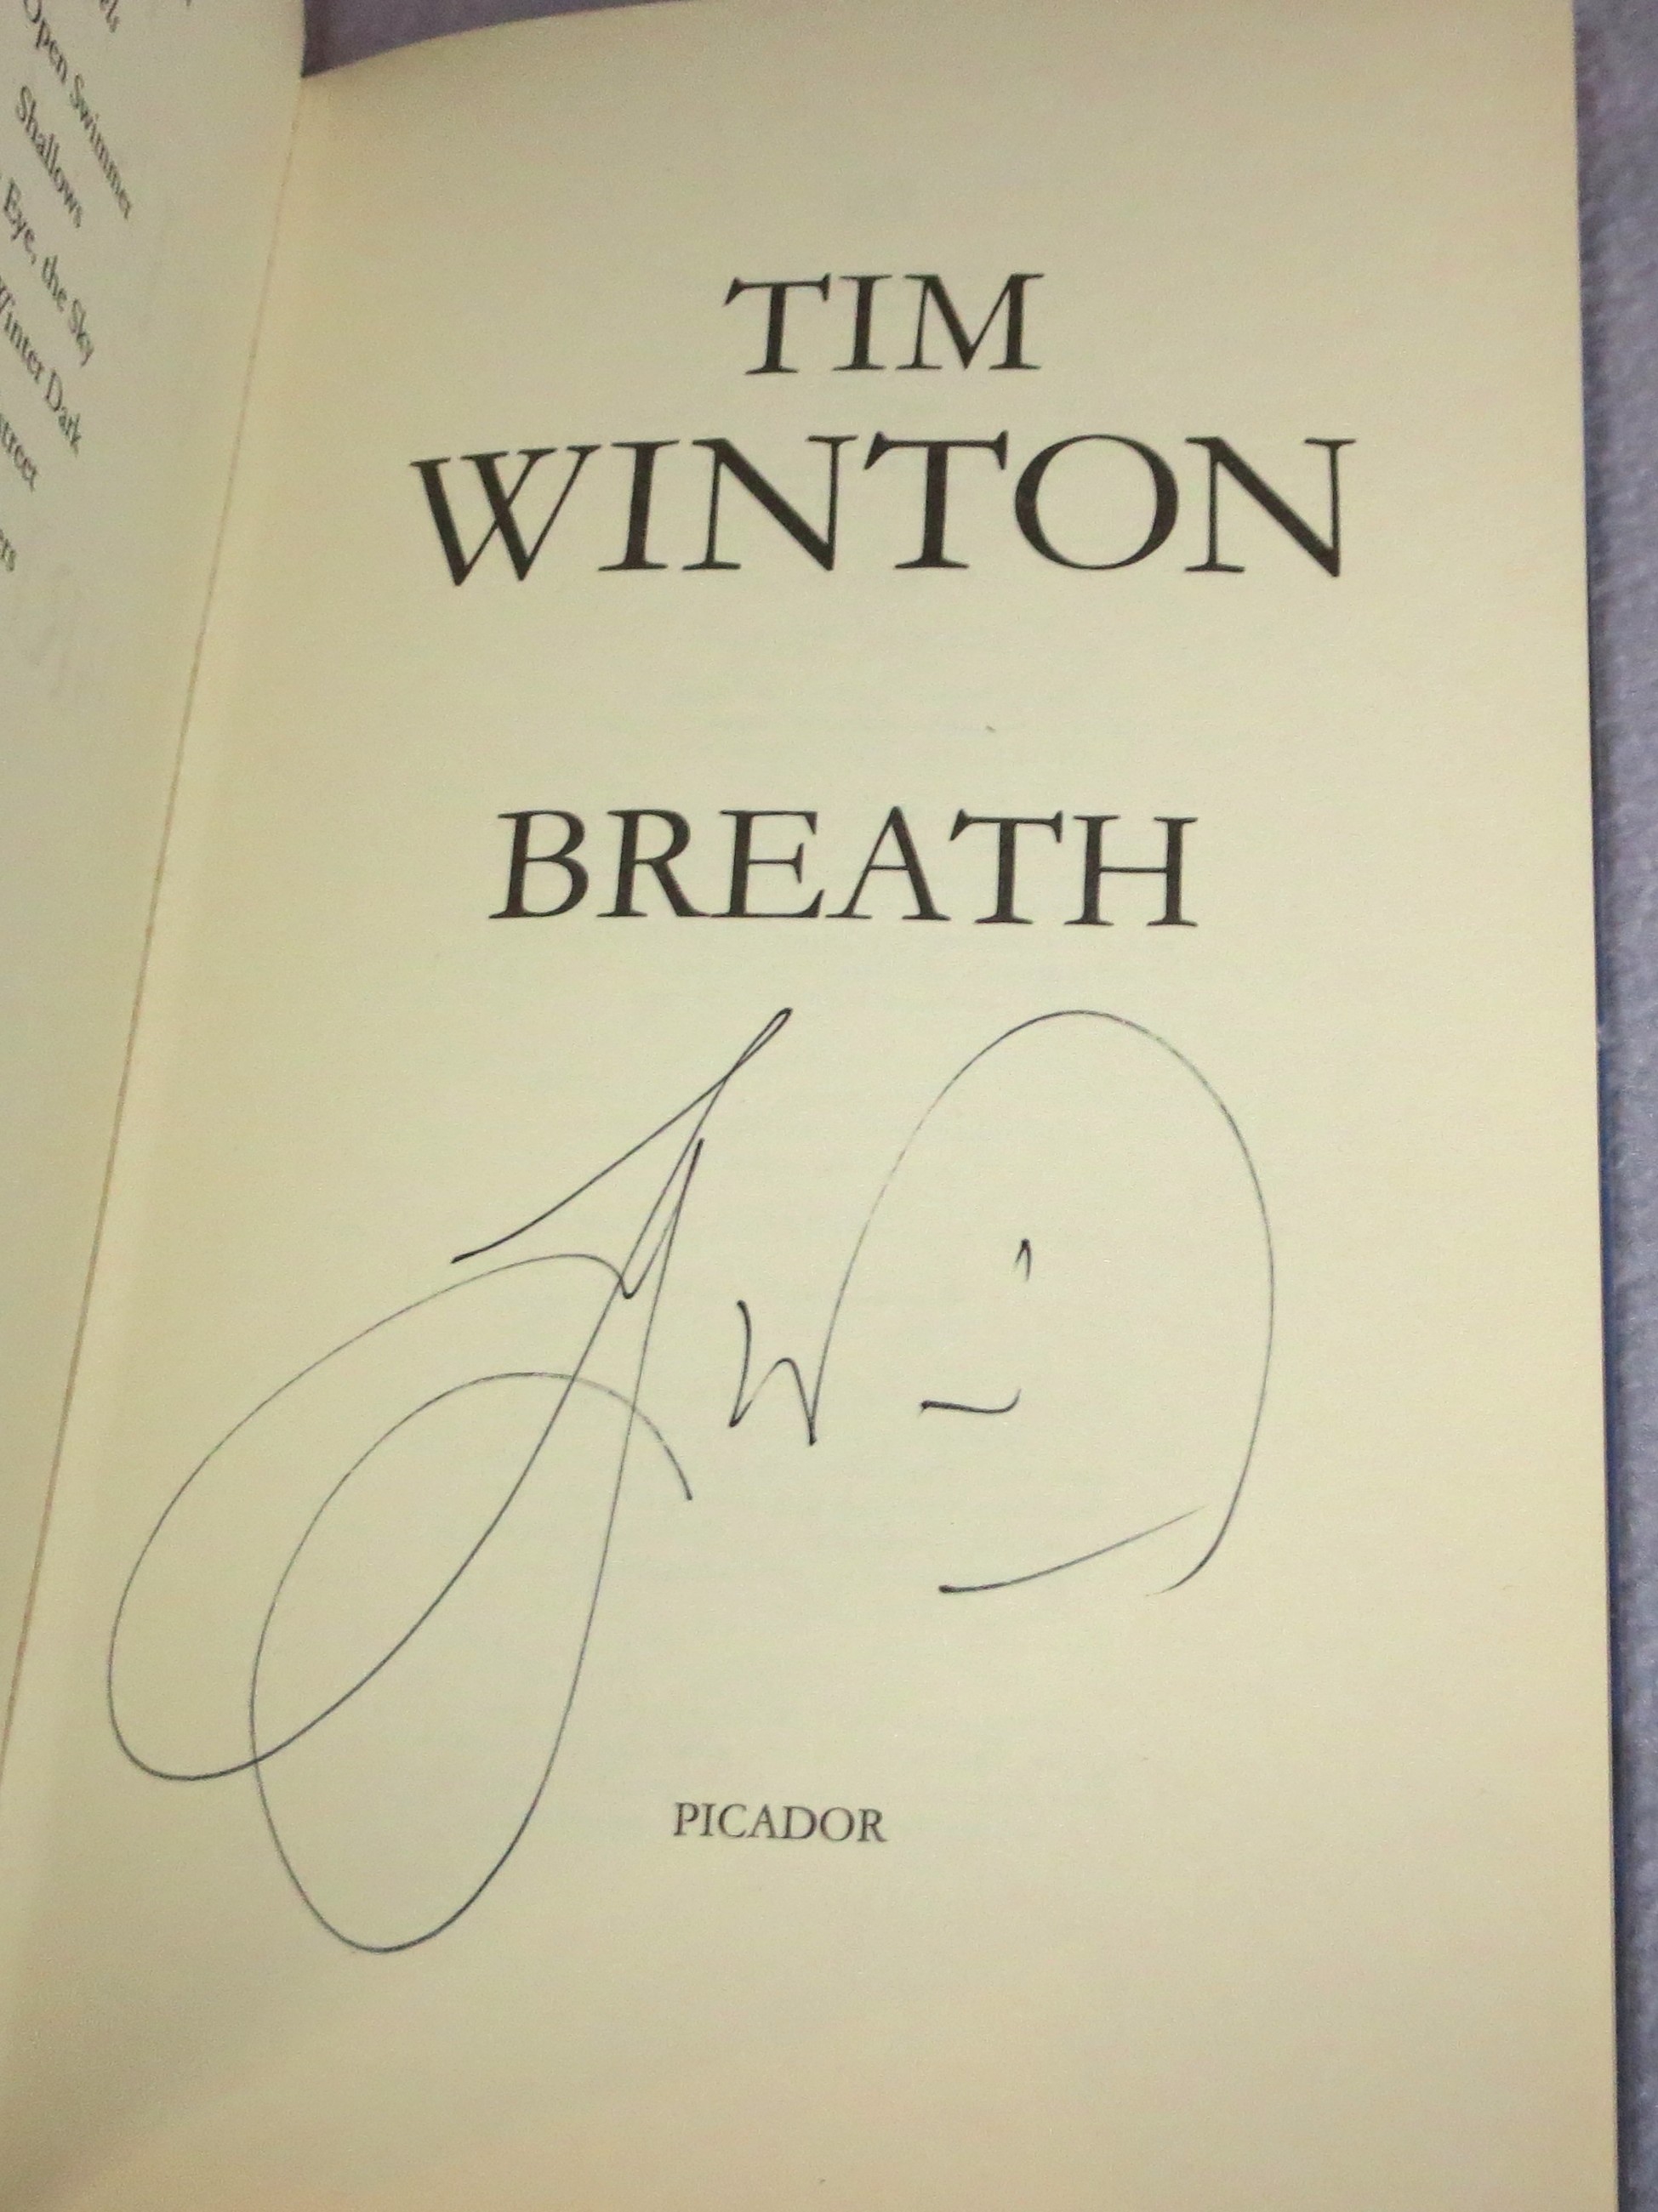 Open Swimmer
Shallows
Eye, the Sky
Winter Dark
TIM
WINTON
BREATH
PICADOR